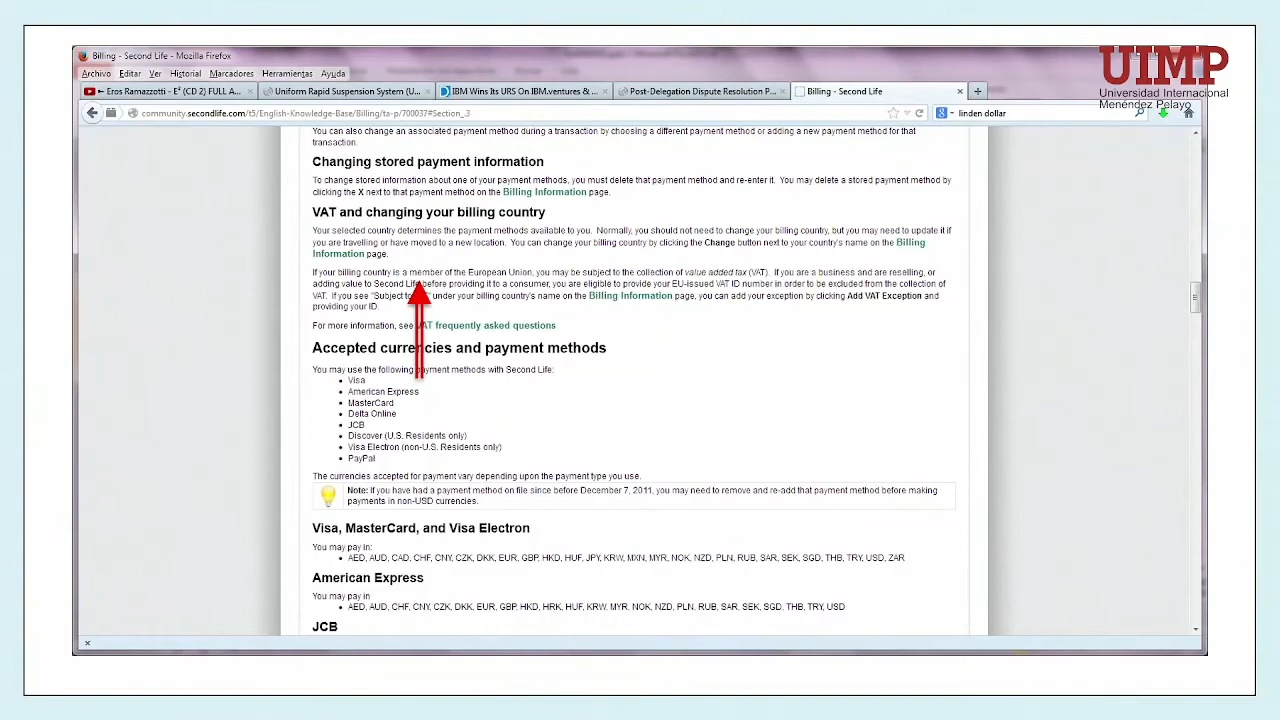 Billing - Second Life - Mozilla Firefox
UIMP
Universidad Internacional
Menéndez Pelayo
Archivo Editar Ver Historial Marcadores Herramientas Ayuda
Eros Ramazzotti - E² (CD 2) FULL A... Uniform Rapid Suspension System (U... IBM Wins Its URS On IBM.ventures &... Post-Delegation Dispute Resolution P... Billing - Second Life
community.secondlife.com/t5/English-Knowledge-Base/Billing/ta-p/700037#Section_.3 linden dollar
You can also change an associated payment method during a transaction by choosing a different payment method or adding a new payment method for that
transaction.
Changing stored payment information
To change stored information about one of your payment methods, you must delete that payment method and re-enter it. You may delete a stored payment method by
clicking the X next to that payment method on the Billing Information page.
VAT and changing your billing country
Your selected country determines the payment methods available to you. Normally, you should not need to change your billing country, but you may need to update it if
you are travelling or have moved to a new location. You can change your billing country by clicking the Change button next to your country's name on the Billing
Information page.
If your billing country is a member of the European Union, you may be subject to the collection of value added tax (VAT). If you are a business and are reselling, or
adding value to Second Life before providing it to a consumer, you are eligible to provide your EU-issued VAT ID number in order to be excluded from the collection of
VAT. If you see "Subject to under your billing country's name on the Billing Information page, you can add your exception by clicking Add VAT Exception and
providing your ID.
For more information, see VAT frequently asked questions
Accepted currencies and payment methods
You may use the following payment methods with Second Life:
• Visa
• American Express
• MasterCard
• Delta Online
• JCB
• Discover (U.S. Residents only)
• Visa Electron (non-U.S. Residents only)
• PayPal
The currencies accepted for payment vary depending upon the payment type you use.
Note: If you have had a payment method on file since before December 7, 2011, you may need to remove and re-add that payment method before making
payments in non-USD currencies.
Visa, MasterCard, and Visa Electron
You may pay in:
• AED, AUD, CAD, CHF, CNY, CZK, DKK, EUR, GBP, HKD, HUF, JPY, KRW, MXN, MYR, NOK, NZD, PLN, RUB, SAR, SEK, SGD, THB, TRY, USD, ZAR
American Express
You may pay in
• AED, AUD, CHF, CNY, CZK, DKK, EUR, GBP, HKD, HRK, HUF, KRW, MYR, NOK, NZD, PLN, RUB, SAR, SEK, SGD, THB, TRY, USD
JCB